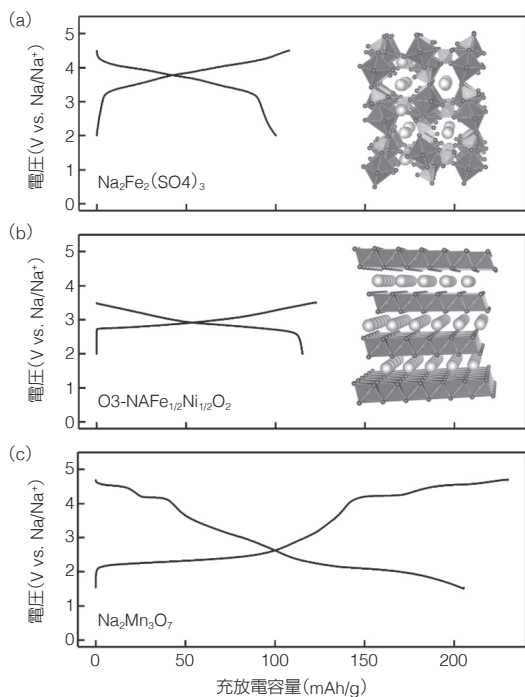 (a)
5
4
3
2
1
0
電圧(V vs. Na/Na⁺)
Na₂Fe₂(SO4)₃
(b)
5
4
3
2
1
0
電圧(V vs. Na/Na⁺)
O3-NAFe₁/₂Ni₁/₂O₂
(c)
5
4
3
2
1
0
電圧(V vs. Na/Na⁺)
Na₂Mn₃O₇
0 50 100 150 200
充放電容量(mAh/g)